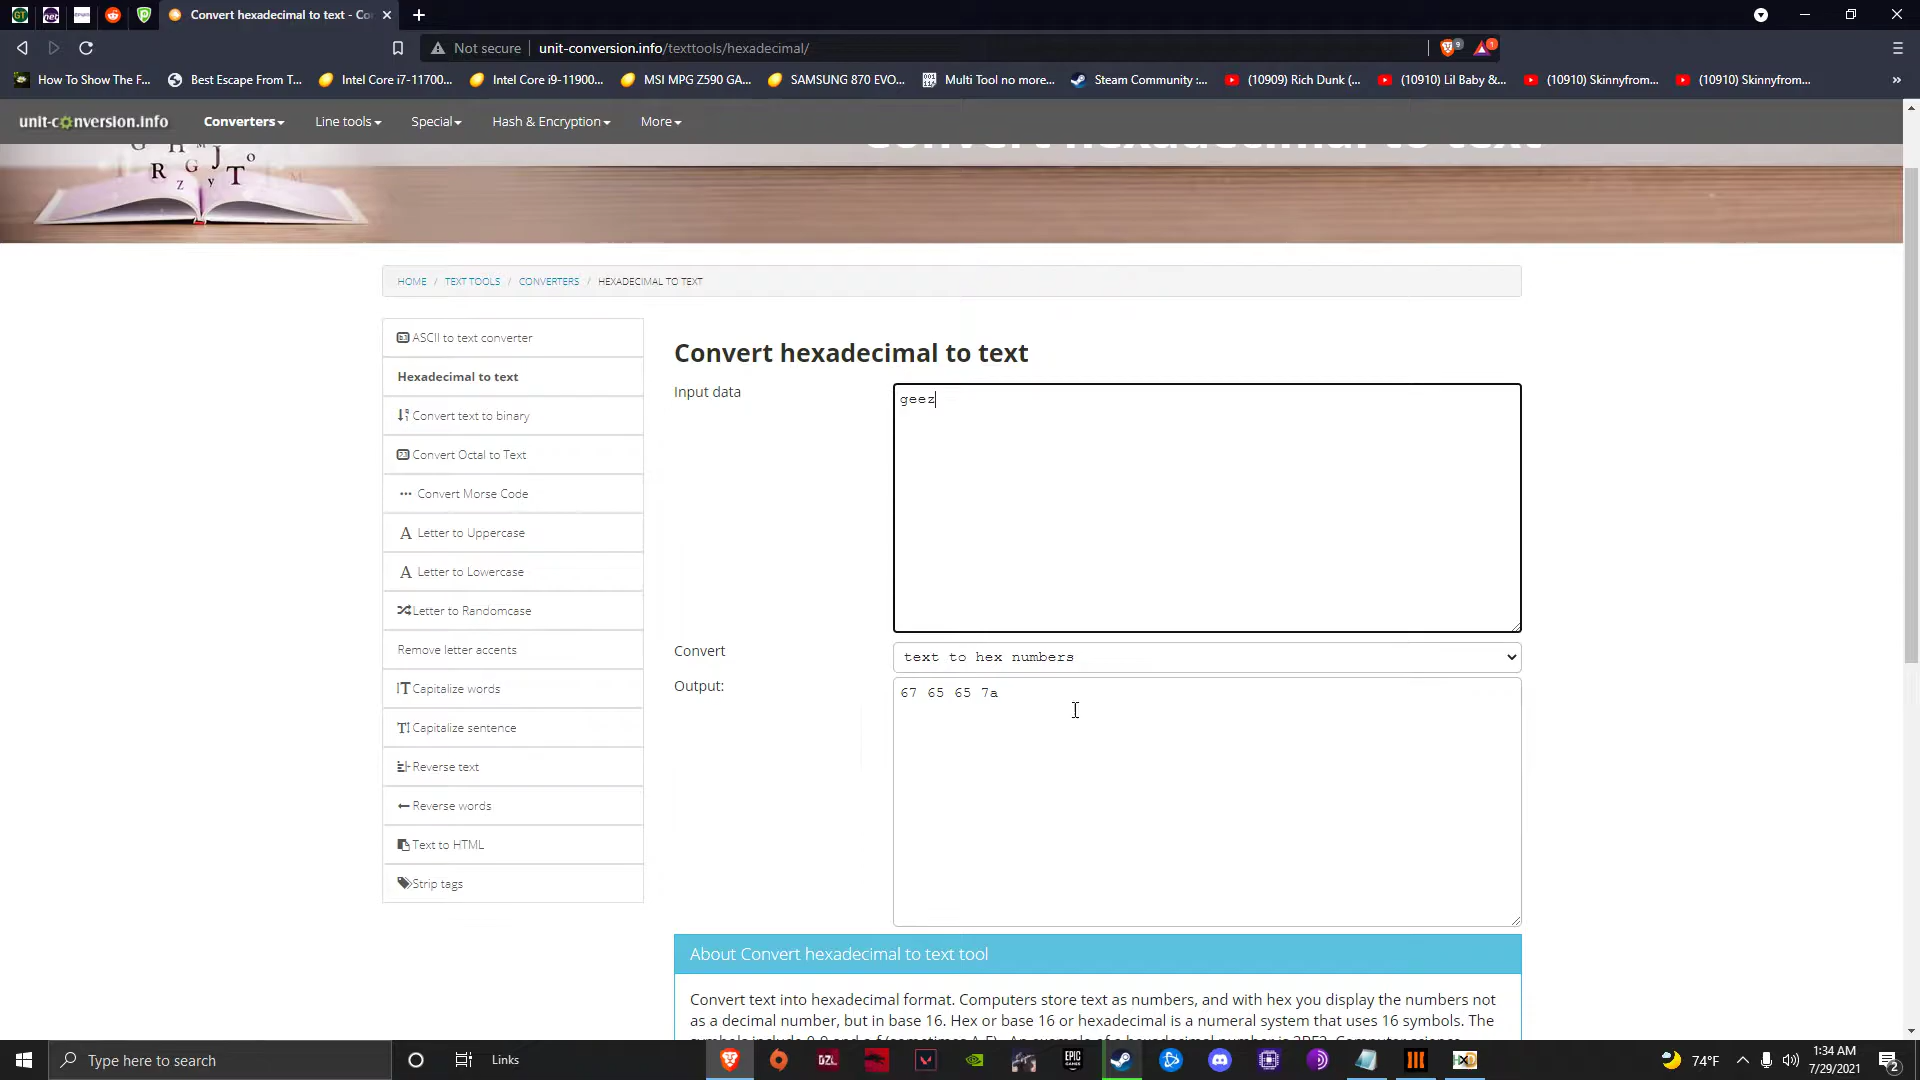 Convert hexadecimal to text - Co
Not secure
unit-conversion.info/texttools/hexadecimal/
9
1
How To Show The F...
Best Escape From T...
Intel Core i7-11700...
Intel Core i9-11900...
MSI MPG Z590 GA...
SAMSUNG 870 EVO...
Multi Tool no more...
Steam Community :...
(10909) Rich Dunk (...
(10910) Lil Baby &...
(10910) Skinnyfrom...
(10910) Skinnyfrom...
unit-conversion.info
Converters
Line tools
Special
Hash & Encryption
More
Convert hexadecimal to text
HOME / TEXT TOOLS / CONVERTERS / HEXADECIMAL TO TEXT
ASCII to text converter
Hexadecimal to text
Convert text to binary
Convert Octal to Text
Convert Morse Code
Letter to Uppercase
Letter to Lowercase
Letter to Randomcase
Remove letter accents
Capitalize words
Capitalize sentence
Reverse text
Reverse words
Text to HTML
Strip tags
Convert hexadecimal to text
Input data
geez
Convert
text to hex numbers
Output:
67 65 65 7a
About Convert hexadecimal to text tool
Convert text into hexadecimal format. Computers store text as numbers, and with hex you display the numbers not
as a decimal number, but in base 16. Hex or base 16 or hexadecimal is a numeral system that uses 16 symbols. The
Type here to search
Links
74°F
1:34 AM
7/29/2021
2